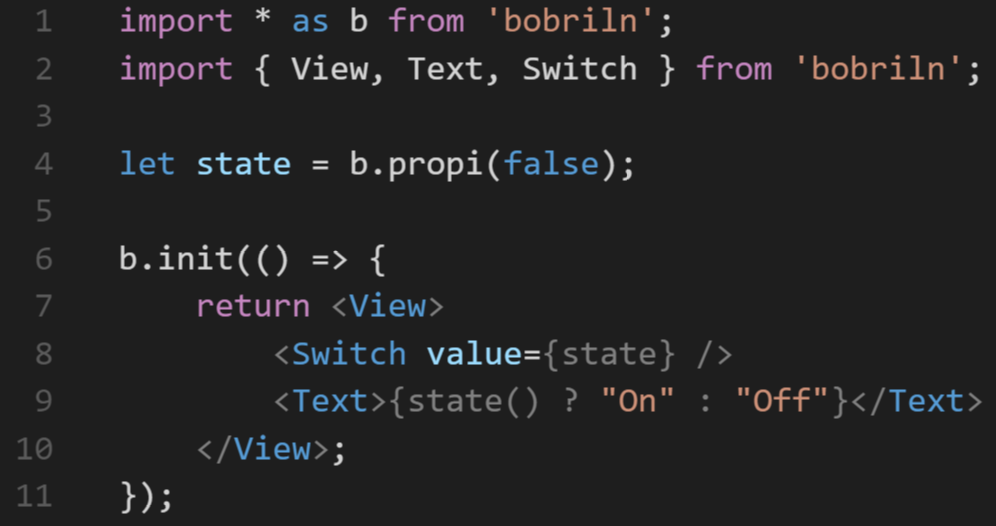 1 import * as b from 'bobriln';
2 import { View, Text, Switch } from 'bobriln';
3
4 let state = b.propi(false);
5
6 b.init(() => {
7     return <View>
8         <Switch value={state} />
9         <Text>{state() ? "On" : "Off"}</Text>
10     </View>;
11 });